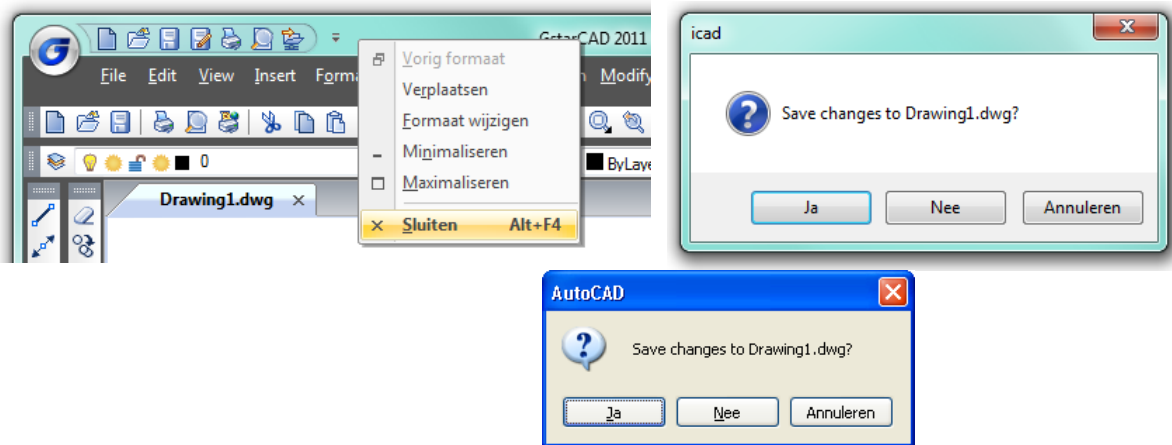 GstarCAD 2011
File Edit View Insert Modify
Vorig formaat
Verplaatsen
Formaat wijzigen
Minimaliseren
Maximaliseren
Sluiten Alt+F4
0
Drawing1.dwg
icad
Save changes to Drawing1.dwg?
Ja Nee Annuleren
AutoCAD
Save changes to Drawing1.dwg?
Ja Nee Annuleren